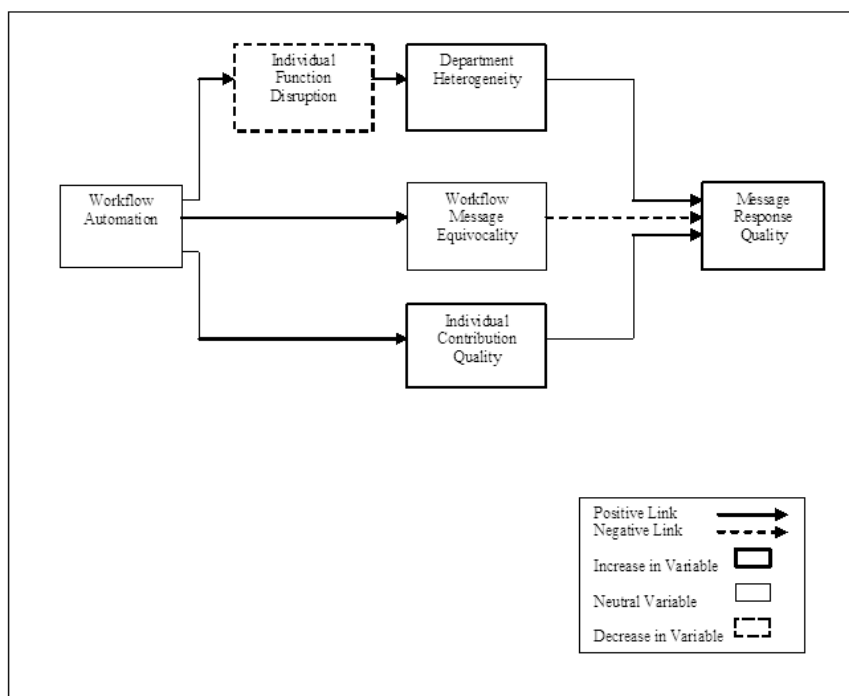 Individual
Function
Disruption
Department
Heterogeneity
Workflow
Automation
Workflow
Message
Equivocality
Message
Response
Quality
Individual
Contribution
Quality
Positive Link
Negative Link
Increase in Variable
Neutral Variable
Decrease in Variable